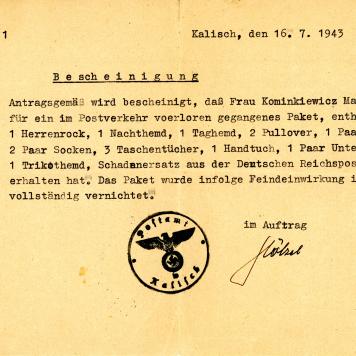 1
Kalisch, den 16. 7. 1943
Bescheinigung
Antragsgemäß wird bescheinigt, daß Frau Kominkiewicz Ma
für ein im Postverkehr voerloren gegangenes Paket, enth
1 Herrenrock, 1 Nachthemd, 1 Taghemd, 2 Pullover, 1 Paa
2 Paar Socken, 3 Taschentücher, 1 Handtuch, 1 Paar Unte
1 Trikothemd, Schadanersatz aus der Deutschen Reichspos
erhalten hat. Das Paket wurde infolge Feindeinwirkung i
vollständig vernichtet.
im Auftrag
Postamt
Kalisch